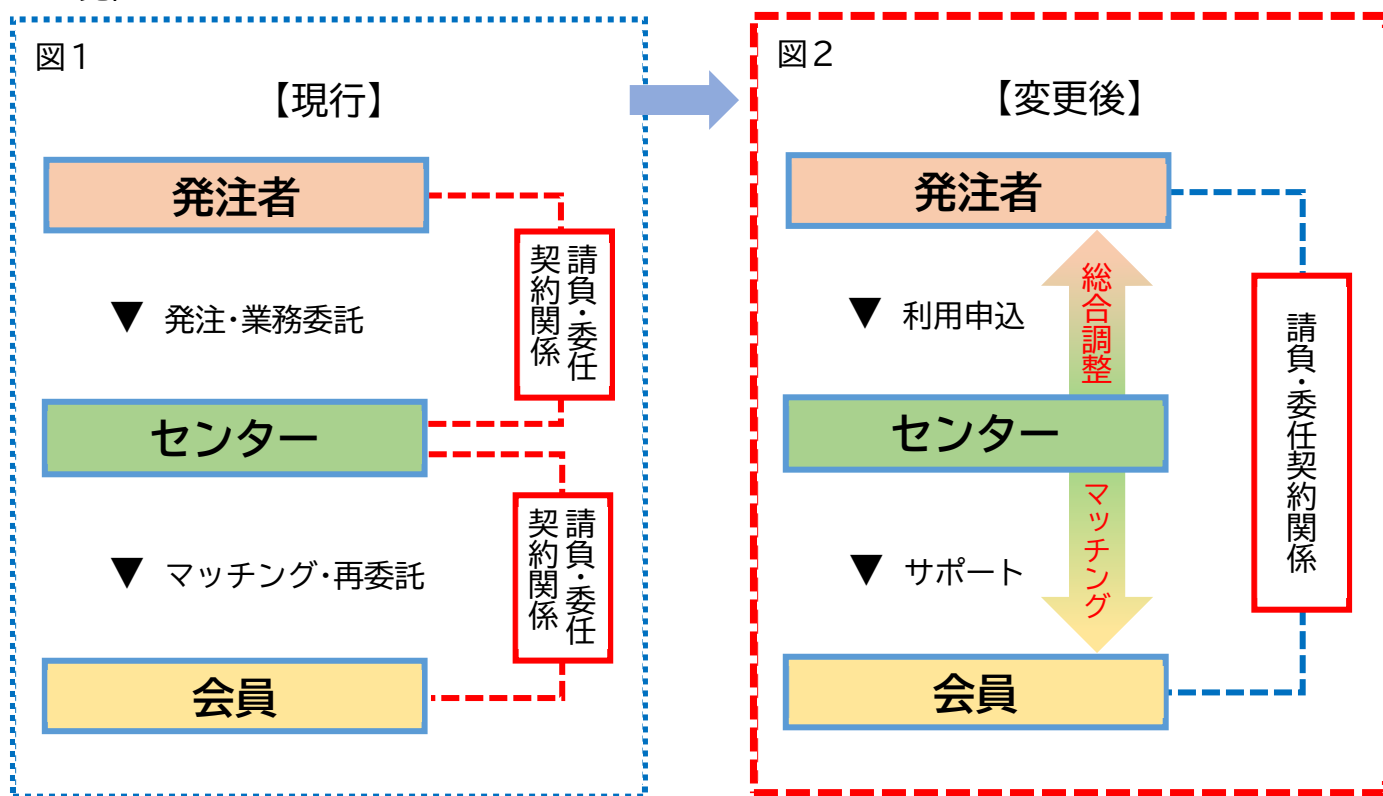 図1
【現行】
発注者
▼ 発注・業務委託
請負・委任
契約関係
センター
▼ マッチング・再委託
請負・委任
契約関係
会員
図2
【変更後】
発注者
▼ 利用申込
総合調整
センター
▼ サポート
マッチング
請負・委任契約関係
会員